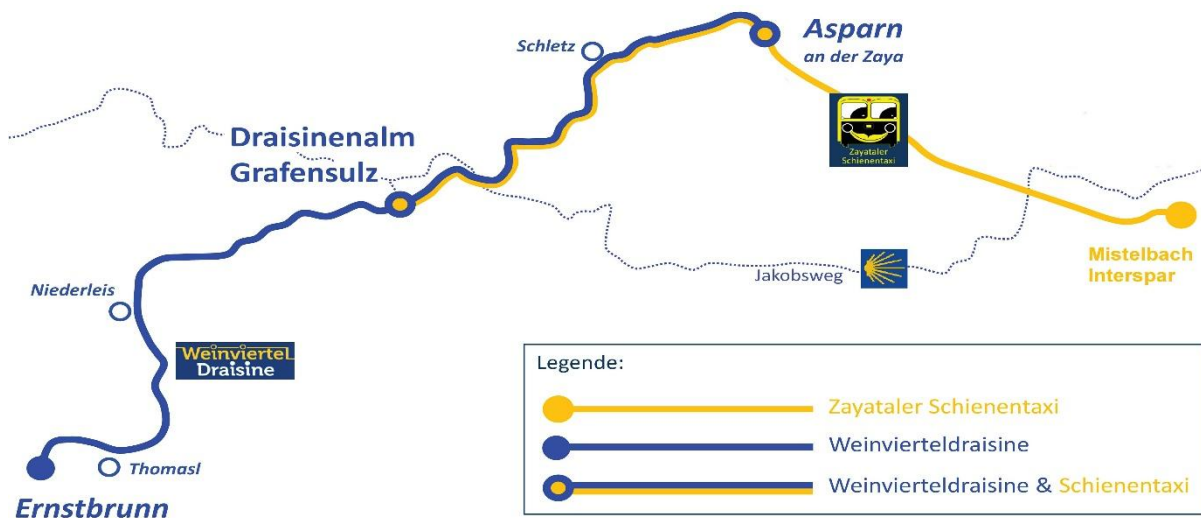 Asparn
an der Zaya
Schletz
Zayataler
Schienentaxi
Draisinenalm
Grafensulz
Mistelbach
Interspar
Jakobsweg
Niederleis
Weinviertel
Draisine
Thomasl
Ernstbrunn
Legende:
Zayataler Schienentaxi
Weinvierteldraisine
Weinvierteldraisine & Schienentaxi